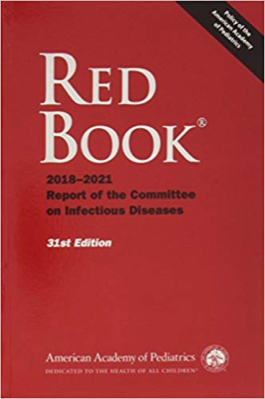 Policy of the
American Academy
of Pediatrics
RED
BOOK®
2018–2021
Report of the Committee
on Infectious Diseases
31st Edition
American Academy of Pediatrics
DEDICATED TO THE HEALTH OF ALL CHILDREN®